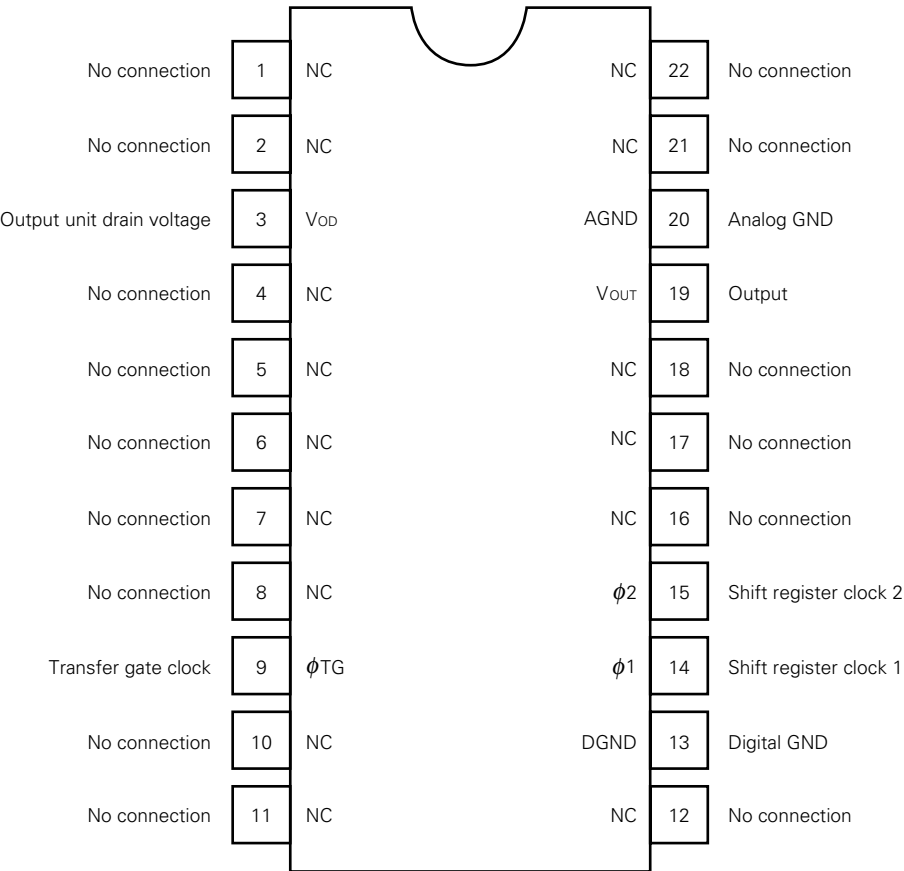 No connection 1 NC NC 22 No connection
No connection 2 NC NC 21 No connection
Output unit drain voltage 3 VOD AGND 20 Analog GND
No connection 4 NC VOUT 19 Output
No connection 5 NC NC 18 No connection
No connection 6 NC NC 17 No connection
No connection 7 NC NC 16 No connection
No connection 8 NC ϕ2 15 Shift register clock 2
Transfer gate clock 9 ϕTG ϕ1 14 Shift register clock 1
No connection 10 NC DGND 13 Digital GND
No connection 11 NC NC 12 No connection